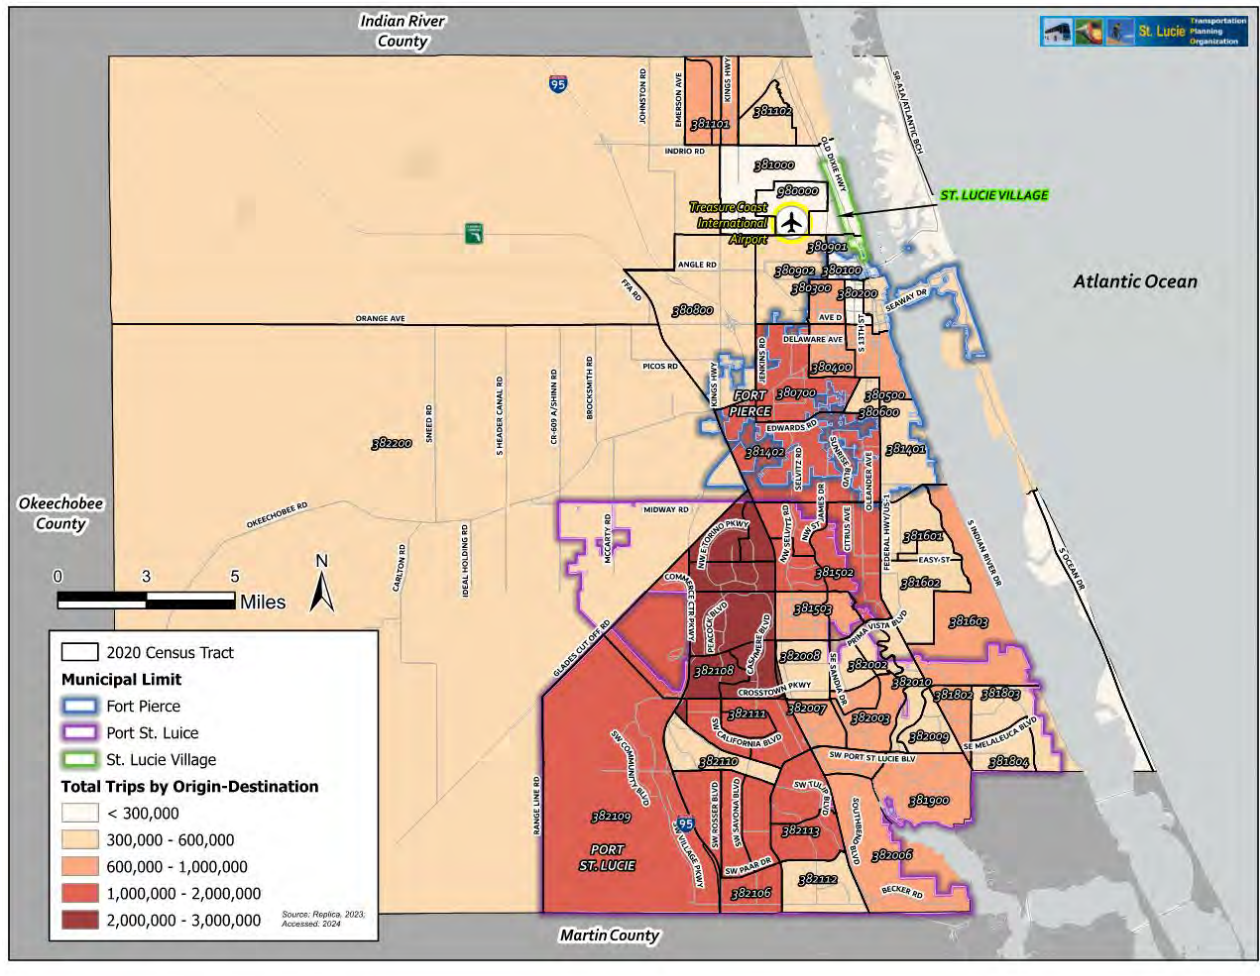 Indian River
County
Transportation
St. Lucie Planning
Organization
95
JOHNSTON RD
EMERSON AVE
KINGS HWY
SR-A1A/ATLANTIC BCH
381101
381102
OLD DIXIE HWY
INDRIO RD
381000
980000
ST. LUCIE VILLAGE
Treasure Coast
International
Airport
380901
ANGLE RD
380902
380100
Atlantic Ocean
FFA RD
380300
380200
SEAWAY DR
380800
ORANGE AVE
AVE D
S 13TH ST
DELAWARE AVE
JENKINS RD
PICOS RD
380400
KINGS HWY
SNEED RD
S HEADER CANAL RD
CR-609 A/SHINN RD
BROCKSMITH RD
FORT
PIERCE
380700
380500
380600
EDWARDS RD
382200
381402
SELVITZ RD
SUNRISE BLVD
OLEANDER AVE
381401
Okeechobee
County
OKEECHOBEE RD
MIDWAY RD
MCCARTY RD
NW E TORINO PKWY
NW SELVITZ RD
NW ST JAMES DR
CITRUS AVE
FEDERAL HWY/US-1
381601
EASY ST
S INDIAN RIVER DR
S OCEAN DR
CARLTON RD
IDEAL HOLDING RD
N
0 3 5
Miles
COMMERCE CTR PKWY
381502
381602
PEACOCK BLVD
CASHMERE BLVD
381503
PRIMA VISTA BLVD
381603
GLADES CUT OFF RD
382108
382008
SE SANDIA DR
382002
382010
CROSSTOWN PKWY
381802
381803
382111
382007
382003
SW CALIFORNIA BLVD
382009
SE MELALEUCA BLVD
SW COMMUNITY BLVD
382110
SW PORT ST LUCIE BLV
381804
RANGE LINE RD
SW ROSSER BLVD
SW SAVONA BLVD
SW TULIP BLVD
SOUTHBEND BLVD
381900
382109
95
382113
PORT
ST. LUCIE
SW VILLAGE PKWY
SW PAAR DR
382006
382106
382112
BECKER RD
Martin County
2020 Census Tract
Municipal Limit
Fort Pierce
Port St. Luice
St. Lucie Village
Total Trips by Origin-Destination
< 300,000
300,000 - 600,000
600,000 - 1,000,000
1,000,000 - 2,000,000
2,000,000 - 3,000,000
Source: Replica, 2023;
Accessed: 2024